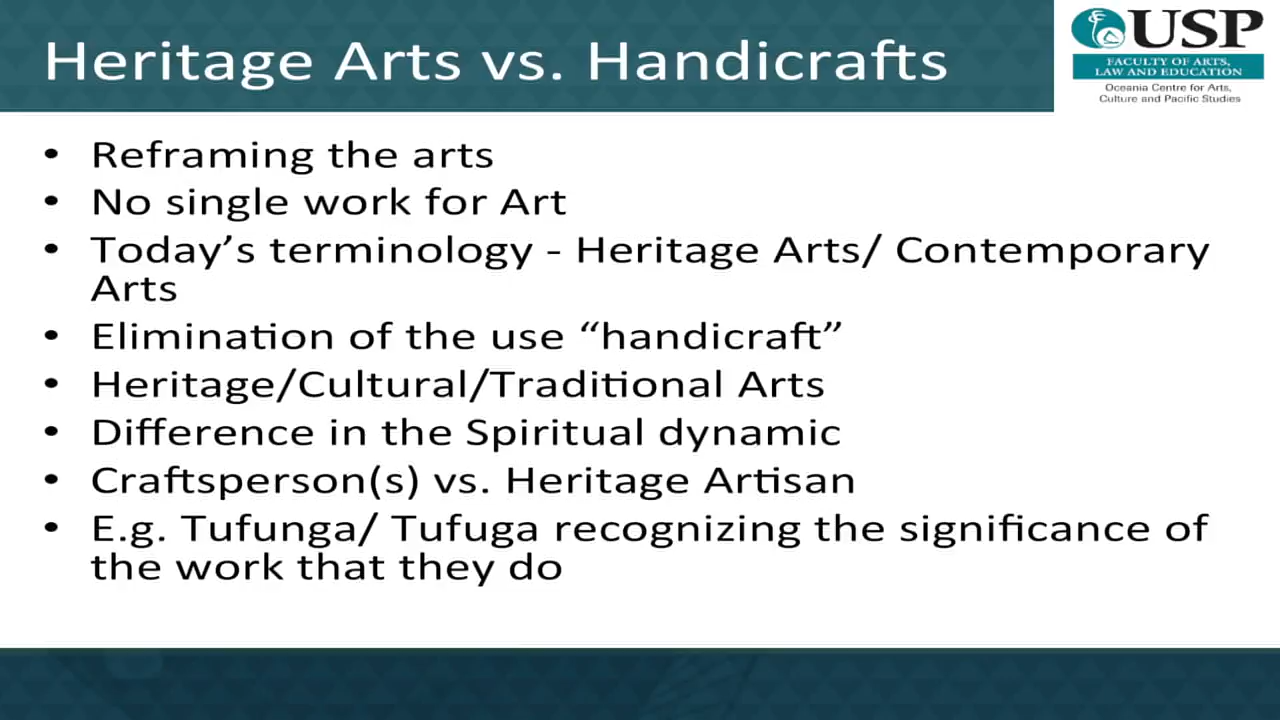 Heritage Arts vs. Handicrafts
USP
FACULTY OF ARTS,
LAW AND EDUCATION
Oceania Centre for Arts,
Culture and Pacific Studies
• Reframing the arts
• No single work for Art
• Today’s terminology - Heritage Arts/ Contemporary
Arts
• Elimination of the use “handicraft”
• Heritage/Cultural/Traditional Arts
• Difference in the Spiritual dynamic
• Craftsperson(s) vs. Heritage Artisan
• E.g. Tufunga/ Tufuga recognizing the significance of
the work that they do